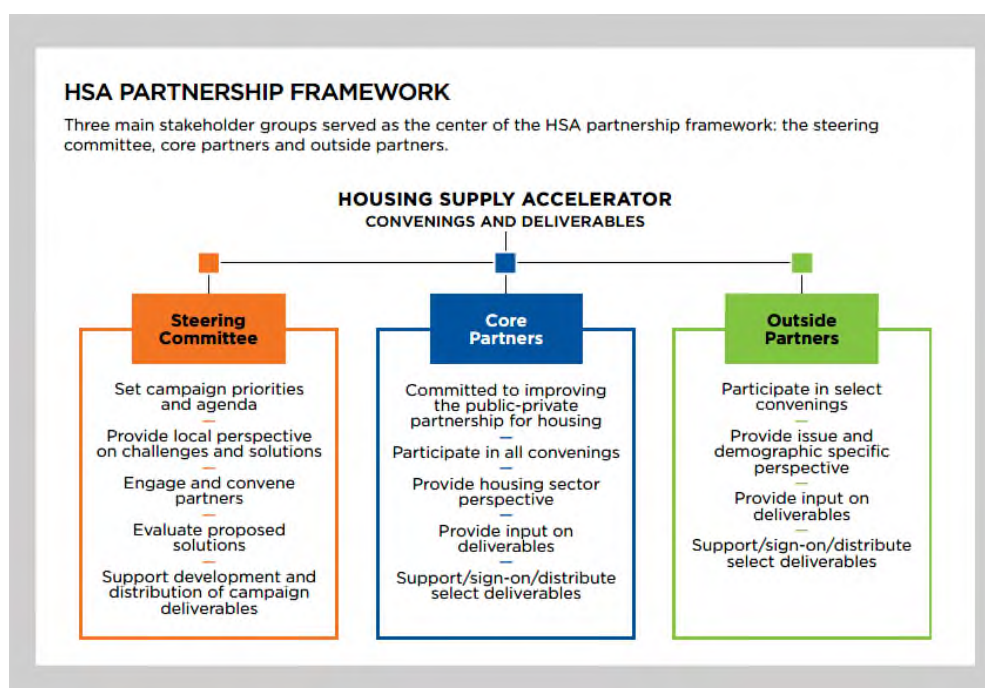 HSA PARTNERSHIP FRAMEWORK
Three main stakeholder groups served as the center of the HSA partnership framework: the steering
committee, core partners and outside partners.
HOUSING SUPPLY ACCELERATOR
CONVENINGS AND DELIVERABLES
Steering
Committee
Set campaign priorities
and agenda
Provide local perspective
on challenges and solutions
Engage and convene
partners
Evaluate proposed
solutions
Support development and
distribution of campaign
deliverables
Core
Partners
Committed to improving
the public-private
partnership for housing
Participate in all convenings
Provide housing sector
perspective
Provide input on
deliverables
Support/sign-on/distribute
select deliverables
Outside
Partners
Participate in select
convenings
Provide issue and
demographic specific
perspective
Provide input on
deliverables
Support/sign-on/distribute
select deliverables